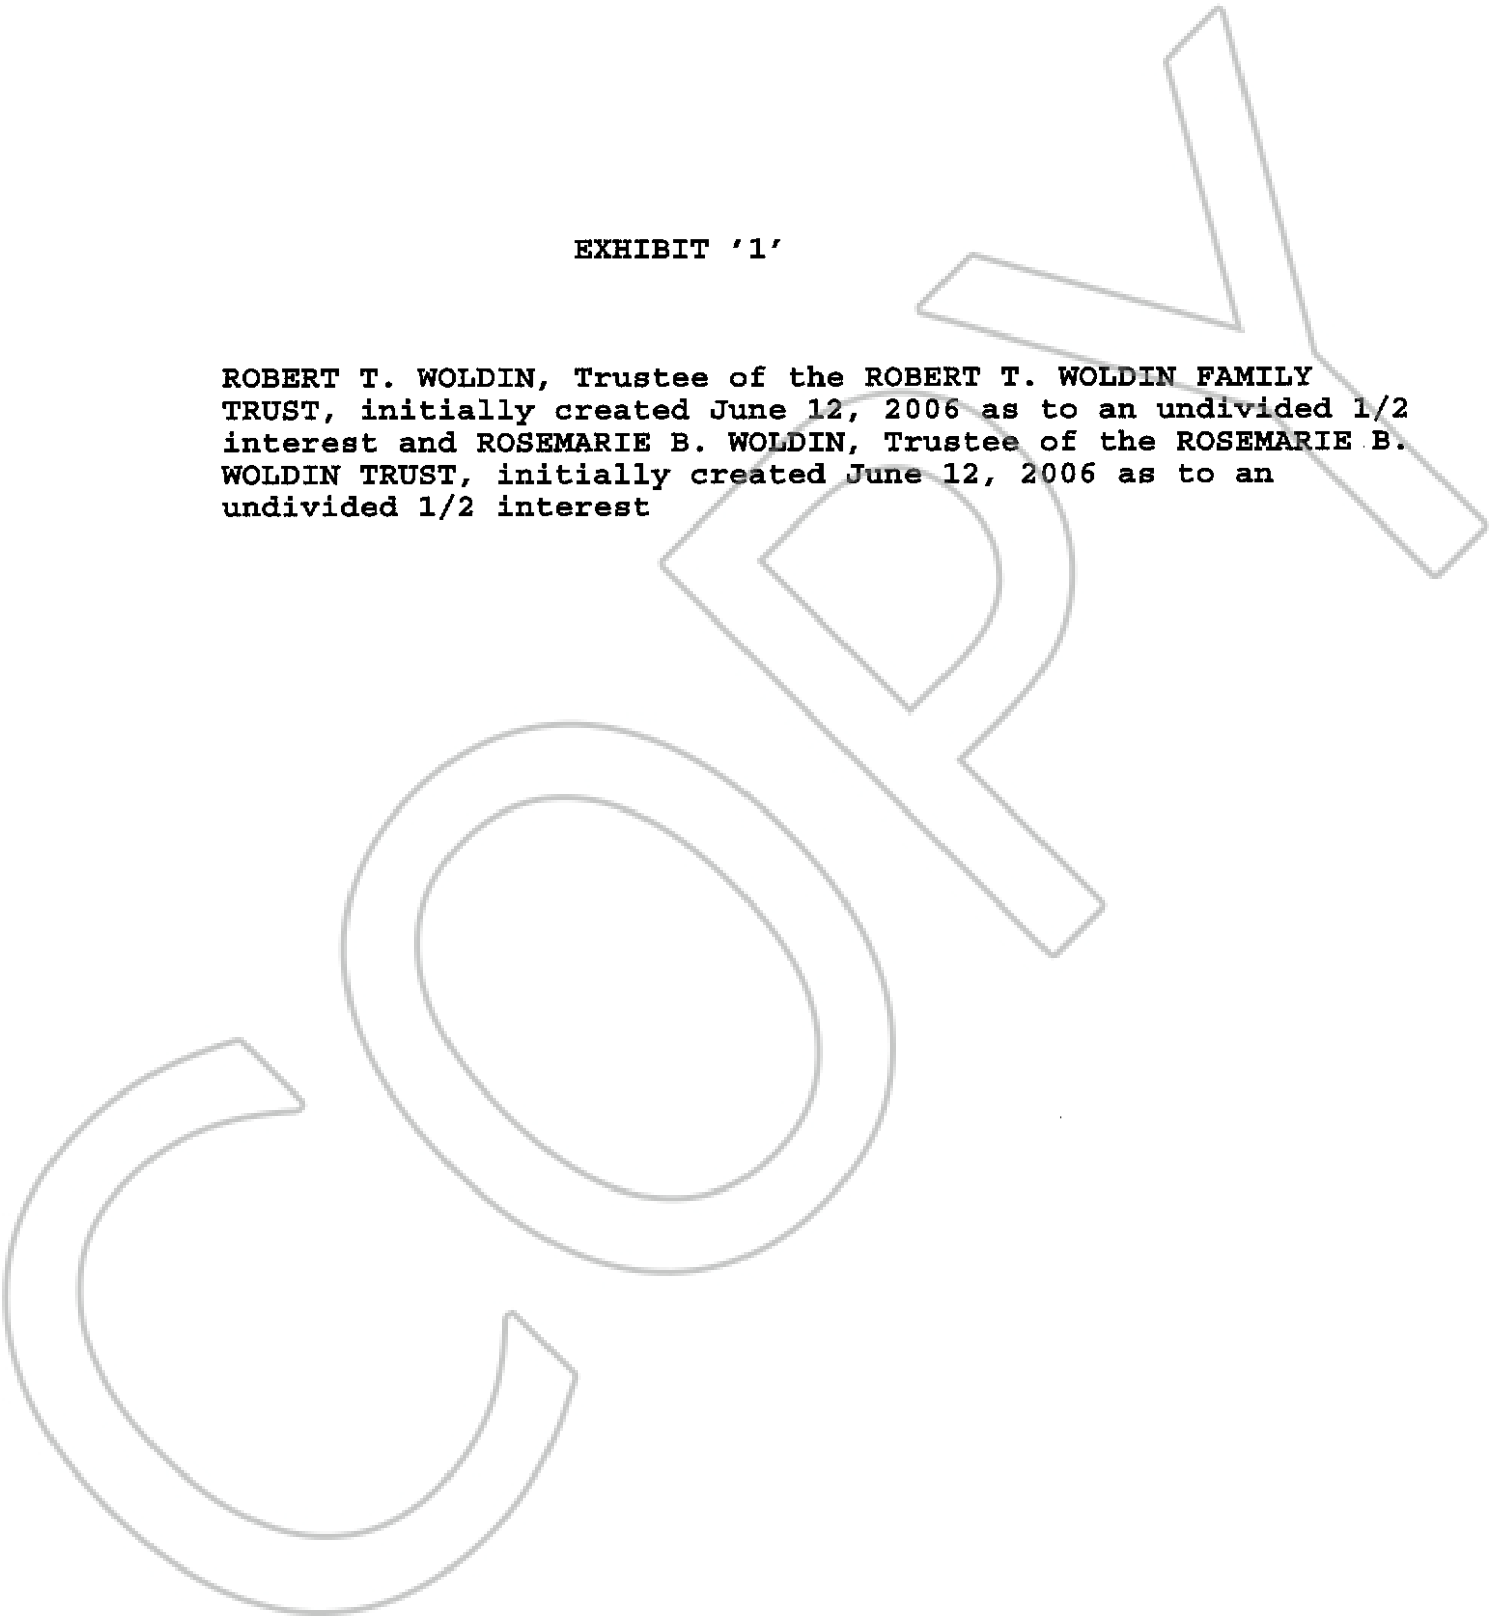 EXHIBIT '1'
ROBERT T. WOLDIN, Trustee of the ROBERT T. WOLDIN FAMILY
TRUST, initially created June 12, 2006 as to an undivided 1/2
interest and ROSEMARIE B. WOLDIN, Trustee of the ROSEMARIE B.
WOLDIN TRUST, initially created June 12, 2006 as to an
undivided 1/2 interest
COPY